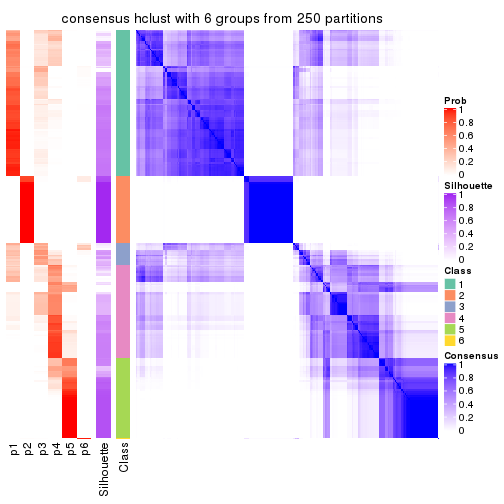 consensus hclust with 6 groups from 250 partitions
Prob
1
0.8
0.6
0.4
0.2
0
Silhouette
1
0.8
0.6
0.4
0.2
0
Class
1
2
3
4
5
6
Consensus
1
0.8
0.6
0.4
0.2
0
p1
p2
p3
p4
p5
p6
Silhouette
Class